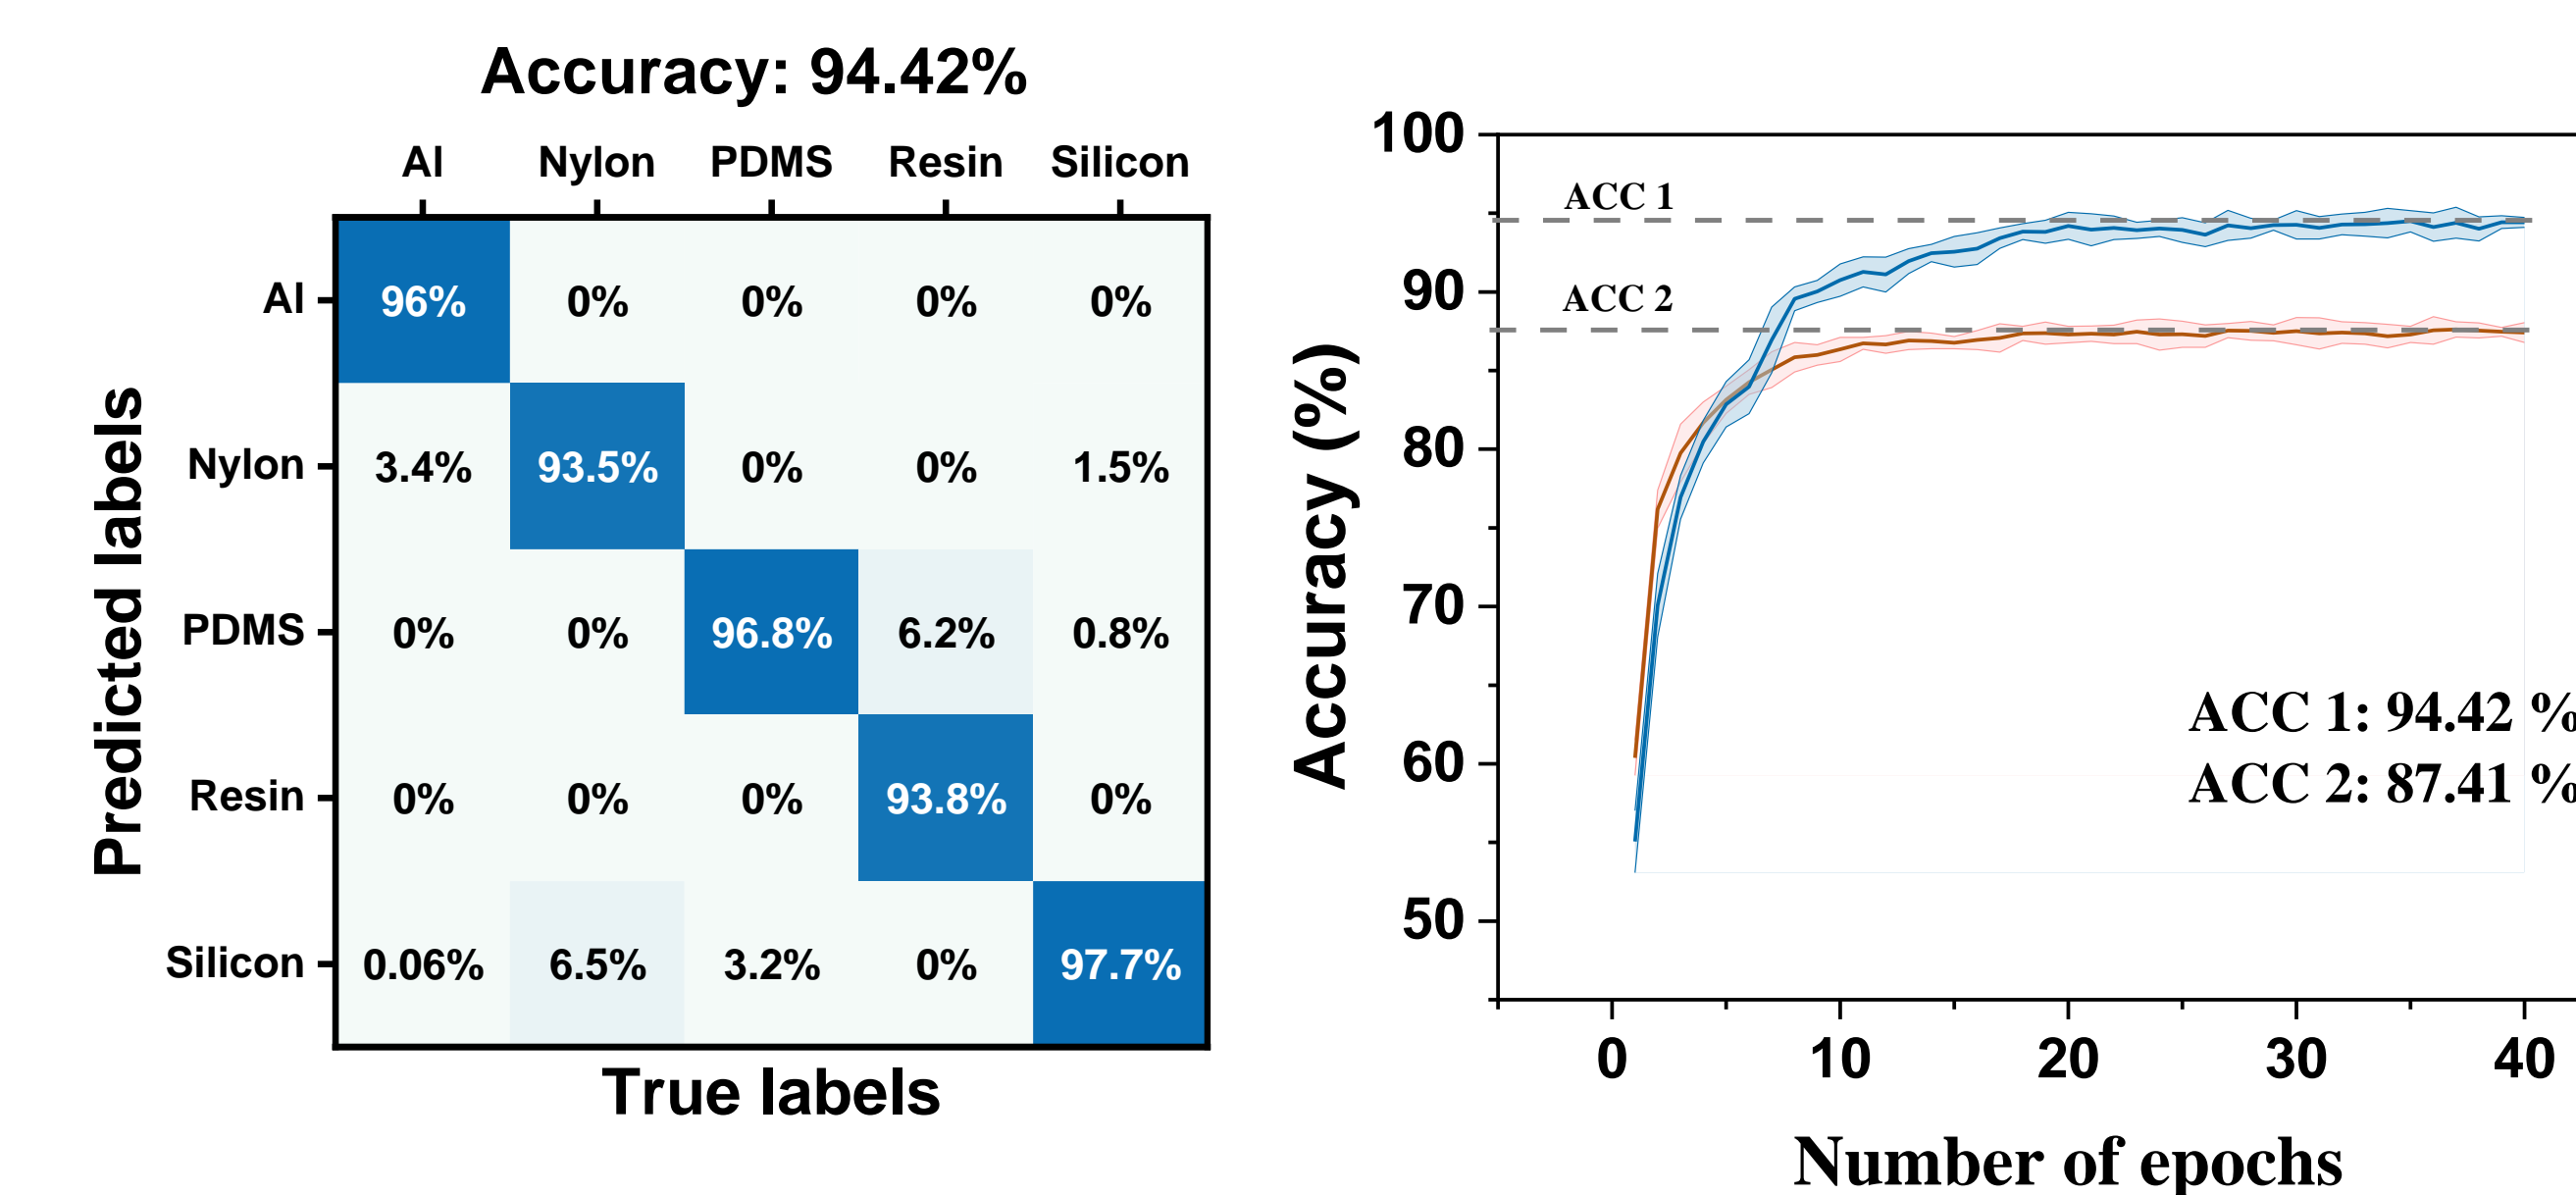 Accuracy: 94.42%
Al Nylon PDMS Resin Silicon
Predicted labels
Al 96% 0% 0% 0% 0%
Nylon 3.4% 93.5% 0% 0% 1.5%
PDMS 0% 0% 96.8% 6.2% 0.8%
Resin 0% 0% 0% 93.8% 0%
Silicon 0.06% 6.5% 3.2% 0% 97.7%
True labels
Accuracy (%)
100
90
80
70
60
50
ACC 1
ACC 2
ACC 1: 94.42 %
ACC 2: 87.41 %
0 10 20 30 40
Number of epochs